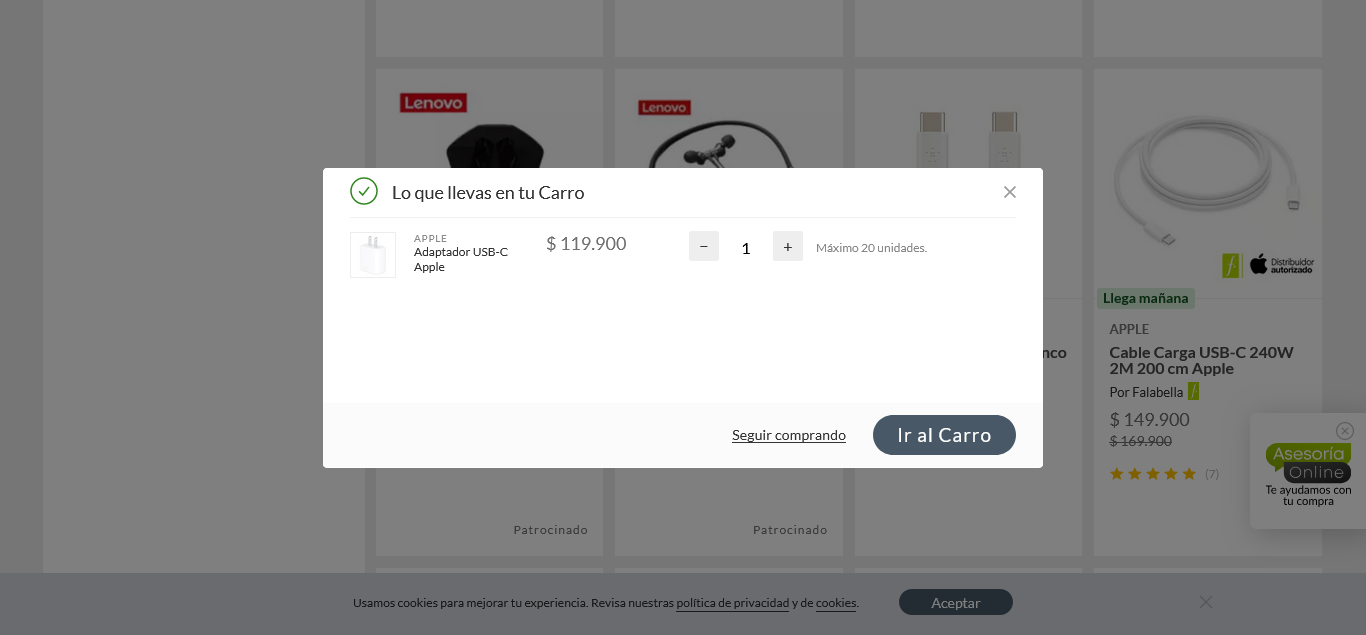 Lenovo
Lenovo
Lo que llevas en tu Carro
APPLE
Adaptador USB-C
Apple
$ 119.900
− 1 +
Máximo 20 unidades.
Seguir comprando
Ir al Carro
Distribuidor
autorizado
Llega mañana
APPLE
nco
Cable Carga USB-C 240W
2M 200 cm Apple
Por Falabella
$ 149.900
$ 169.900
(7)
Asesoría
Online
Te ayudamos con
tu compra
Patrocinado
Patrocinado
Usamos cookies para mejorar tu experiencia. Revisa nuestras política de privacidad y de cookies.
Aceptar